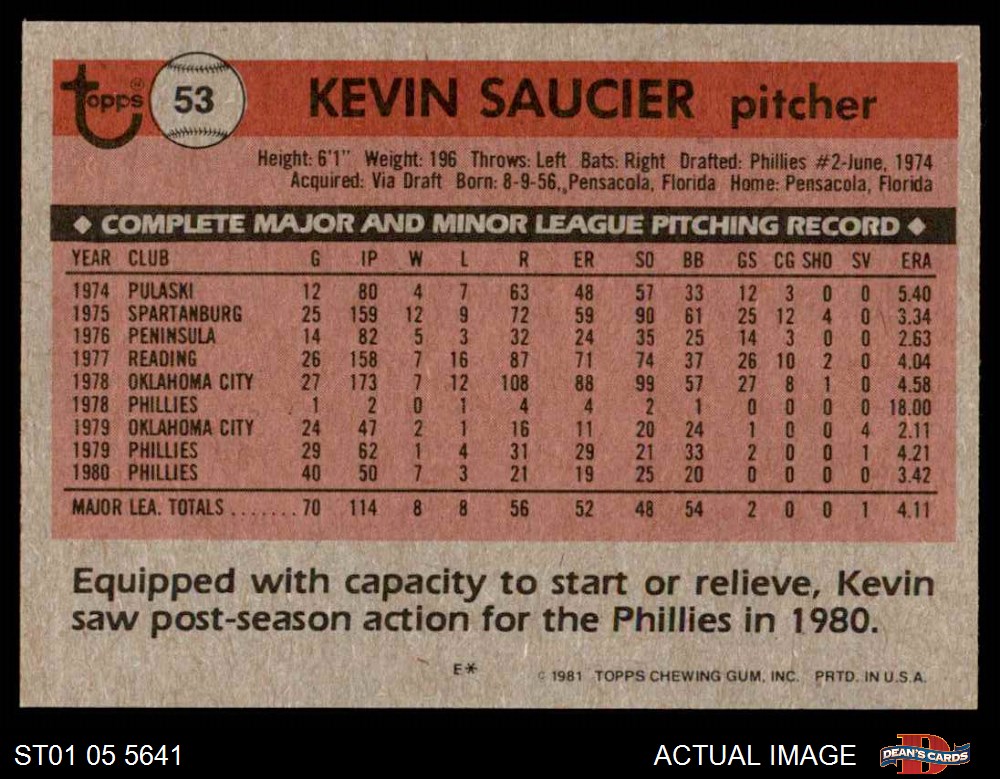 Topps 53 KEVIN SAUCIER pitcher
Height: 6'1" Weight: 196 Throws: Left Bats: Right Drafted: Phillies #2-June, 1974
Acquired: Via Draft Born: 8-9-56, Pensacola, Florida Home: Pensacola, Florida
◆ COMPLETE MAJOR AND MINOR LEAGUE PITCHING RECORD ◆
YEAR CLUB G IP W L R ER SO BB GS CG SHO SV ERA
1974 PULASKI 12 80 4 7 63 48 57 33 12 3 0 0 5.40
1975 SPARTANBURG 25 159 12 9 72 59 90 61 25 12 4 0 3.34
1976 PENINSULA 14 82 5 3 32 24 35 25 14 3 0 0 2.63
1977 READING 26 158 7 16 87 71 74 37 26 10 2 0 4.04
1978 OKLAHOMA CITY 27 173 7 12 108 88 99 57 27 8 1 0 4.58
1978 PHILLIES 1 2 0 1 4 4 2 1 0 0 0 0 18.00
1979 OKLAHOMA CITY 24 47 2 1 16 11 20 24 1 0 0 4 2.11
1979 PHILLIES 29 62 1 4 31 29 21 33 2 0 0 1 4.21
1980 PHILLIES 40 50 7 3 21 19 25 20 0 0 0 0 3.42
MAJOR LEA. TOTALS ....... 70 114 8 8 56 52 48 54 2 0 0 1 4.11
Equipped with capacity to start or relieve, Kevin
saw post-season action for the Phillies in 1980.
E* © 1981 TOPPS CHEWING GUM, INC. PRTD. IN U.S.A.
ST01 05 5641 ACTUAL IMAGE DEAN'S CARDS